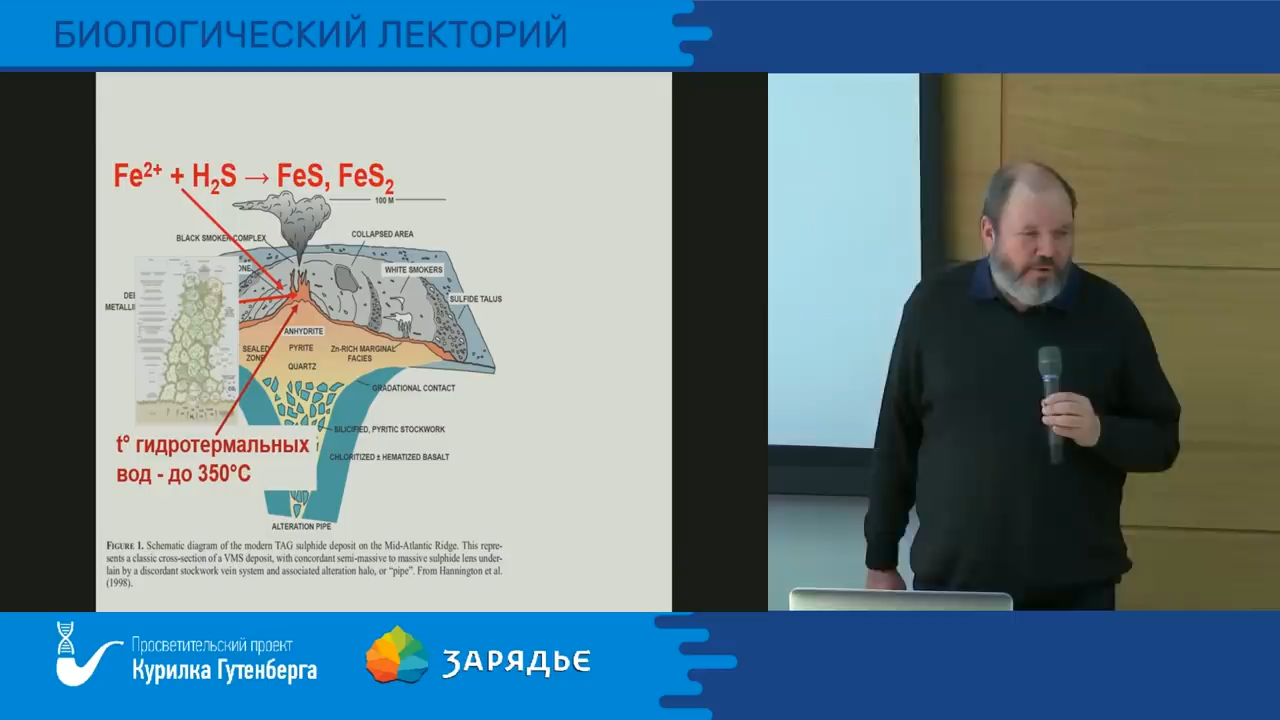 БИОЛОГИЧЕСКИЙ ЛЕКТОРИЙ
Fe²⁺ + H₂S → FeS, FeS₂
100 M
BLACK SMOKER COMPLEX
COLLAPSED AREA
WHITE SMOKERS
SULFIDE TALUS
ANHYDRITE
SEALED
ZONE
PYRITE
Zn-RICH MARGINAL
FACIES
QUARTZ
GRADATIONAL CONTACT
SILICIFIED, PYRITIC STOCKWORK
t° гидротермальных
вод - до 350°C
CHLORITIZED ± HEMATIZED BASALT
ALTERATION PIPE
FIGURE 1. Schematic diagram of the modern TAG sulphide deposit on the Mid-Atlantic Ridge. This repre-
sents a classic cross-section of a VMS deposit, with concordant semi-massive to massive sulphide lens under-
lain by a discordant stockwork vein system and associated alteration halo, or “pipe”. From Hannington et al.
(1998).
Просветительский проект
Курилка Гутенберга
ЗАРЯДЬЕ